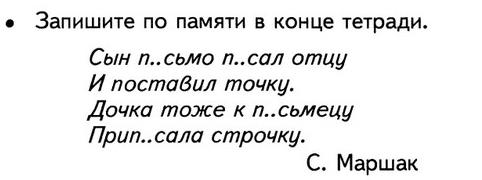 • Запишите по памяти в конце тетради.
Сын п..сьмо п..сал отцу
И поставил точку.
Дочка тоже к п..сьмецу
Прип..сала строчку.
С. Маршак